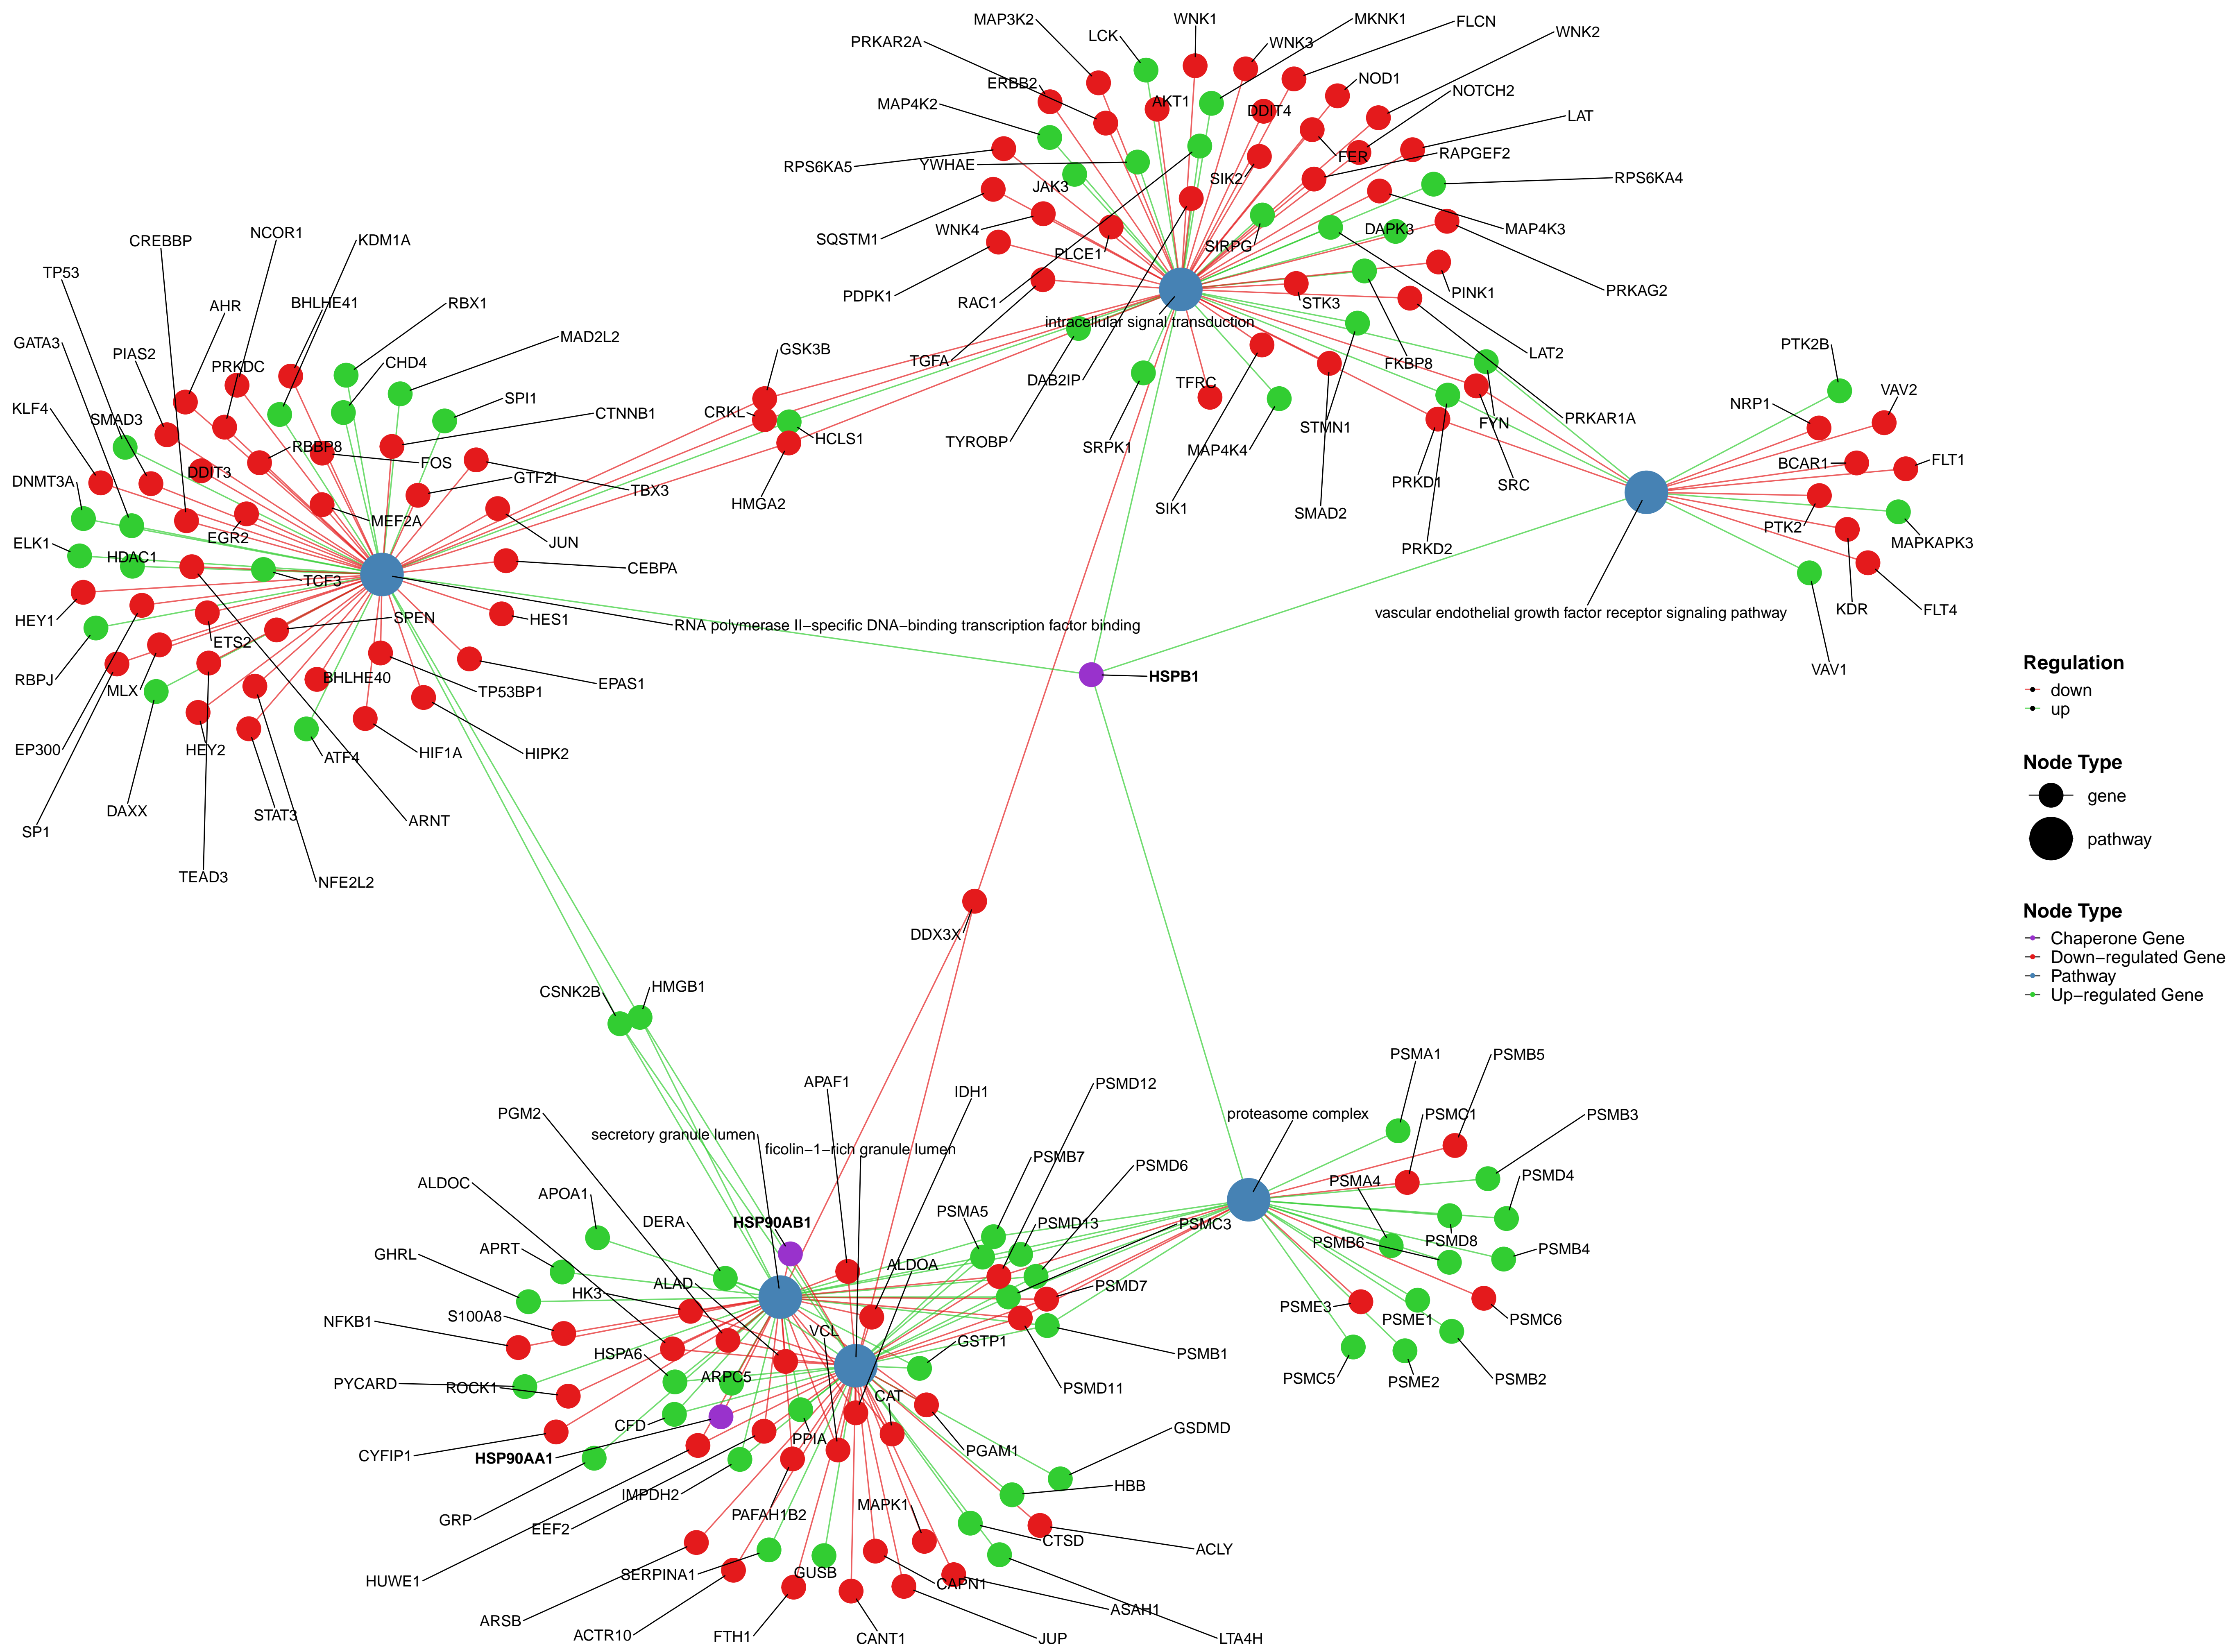 MAP3K2
WNK1
MKNK1
FLCN
LCK
WNK3
WNK2
PRKAR2A
ERBB2
NOD1
NOTCH2
MAP4K2
AKT1
DDIT4
LAT
RPS6KA5
YWHAE
FER
RAPGEF2
JAK3
SIK2
RPS6KA4
SQSTM1
WNK4
PLCE1
SIRPG
DAPK3
MAP4K3
PDPK1
RAC1
STK3
PINK1
PRKAG2
intracellular signal transduction
TGFA
DAB2IP
TFRC
FKBP8
LAT2
TYROBP
SRPK1
MAP4K4
STMN1
FYN
PRKAR1A
SIK1
SMAD2
PRKD1
SRC
PRKD2
GSK3B
CRKL
HCLS1
HMGA2
PTK2B
NRP1
VAV2
BCAR1
FLT1
PTK2
MAPKAPK3
KDR
FLT4
VAV1
vascular endothelial growth factor receptor signaling pathway
CREBBP
NCOR1
KDM1A
TP53
AHR
BHLHE41
RBX1
GATA3
PIAS2
PRKDC
CHD4
MAD2L2
KLF4
SMAD3
SPI1
CTNNB1
RBBP8
FOS
DDIT3
DNMT3A
GTF2I
TBX3
EGR2
MEF2A
ELK1
HDAC1
JUN
TCF3
CEBPA
HEY1
ETS2
SPEN
HES1
RNA polymerase II−specific DNA−binding transcription factor binding
RBPJ
MLX
BHLHE40
TP53BP1
EPAS1
EP300
HEY2
ATF4
HIF1A
HIPK2
SP1
DAXX
STAT3
ARNT
TEAD3
NFE2L2
HSPB1
DDX3X
CSNK2B
HMGB1
APAF1
IDH1
PSMD12
PGM2
secretory granule lumen
ficolin−1−rich granule lumen
PSMB7
PSMD6
ALDOC
APOA1
DERA
HSP90AB1
PSMA5
PSMD13
PSMC3
GHRL
APRT
HK3
ALAD
ALDOA
PSMD7
NFKB1
S100A8
VCL
GSTP1
PSMB1
PSMD11
HSPA6
PYCARD
ROCK1
ARPC5
CAT
CFD
CYFIP1
HSP90AA1
PPIA
PGAM1
GSDMD
HBB
GRP
IMPDH2
EEF2
PAFAH1B2
MAPK1
CTSD
ACLY
HUWE1
SERPINA1
GUSB
CAPN1
ASAH1
ARSB
ACTR10
FTH1
CANT1
JUP
LTA4H
proteasome complex
PSMA1
PSMB5
PSMC1
PSMB3
PSMA4
PSMD4
PSMB6
PSMD8
PSMB4
PSME3
PSME1
PSMC6
PSMC5
PSME2
PSMB2
Regulation
down
up
Node Type
gene
pathway
Node Type
Chaperone Gene
Down−regulated Gene
Pathway
Up−regulated Gene